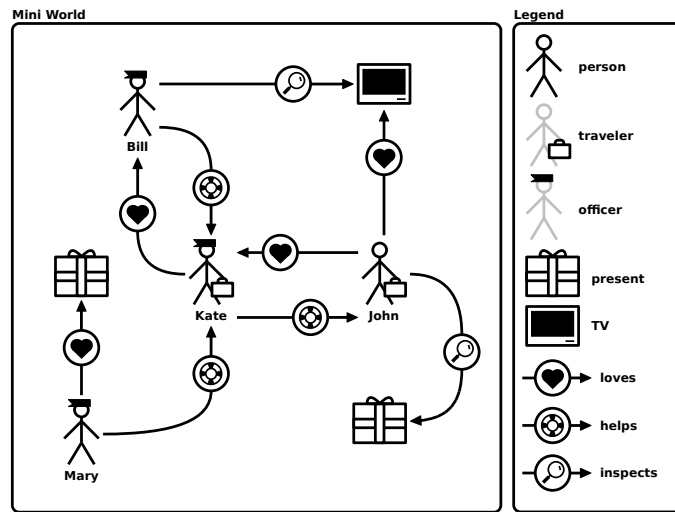 Mini World
Bill
Kate
John
Mary
Legend
person
traveler
officer
present
TV
loves
helps
inspects